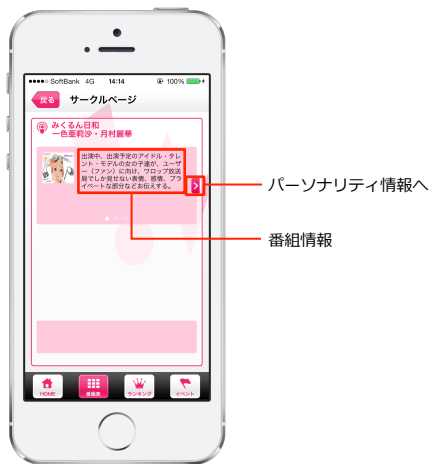 SoftBank 4G 14:14 100%
戻る サークルページ
みくるん日和
一色亜莉沙・月村麗華
出演中、出演予定のアイドル・タレ
ント・モデルの女の子達が、ユーザ
ー（ファン）に向け、ワロップ放送
局でしか見せない表情、感情、プラ
イベートな部分などお伝えする。
パーソナリティ情報へ
番組情報
HOME 番組表 ランキング イベント